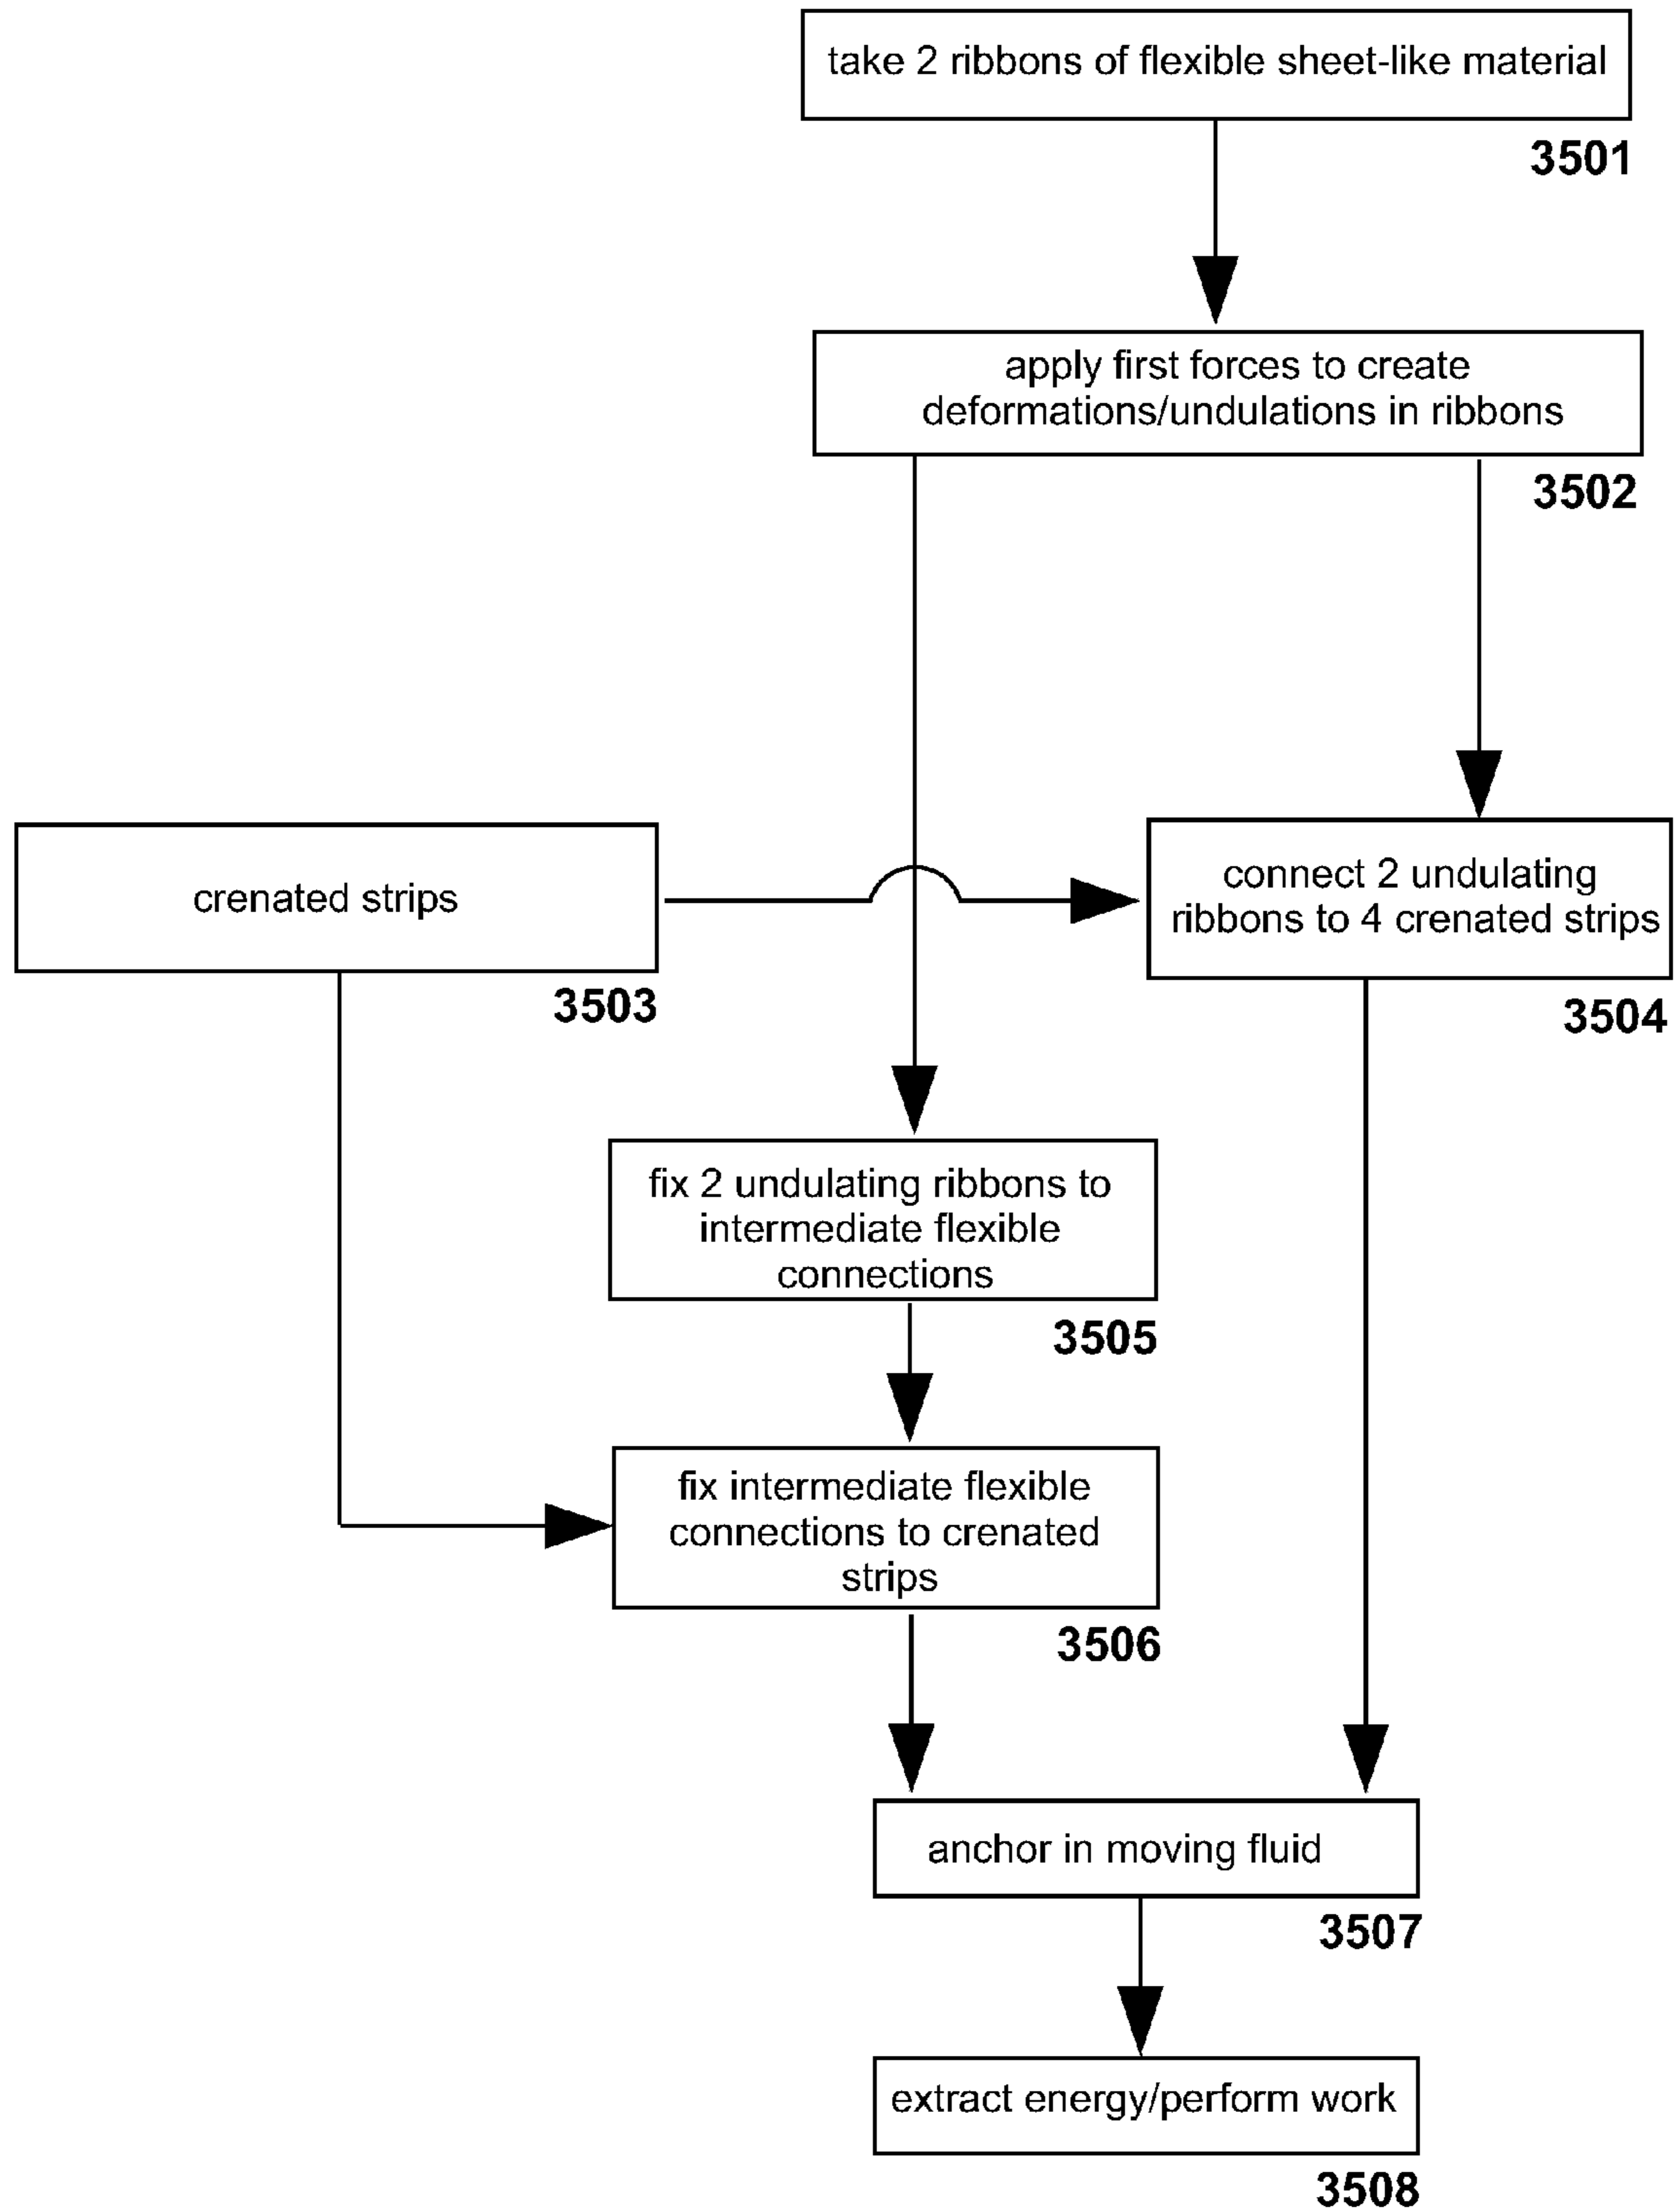 take 2 ribbons of flexible sheet-like material
3501
apply first forces to create
deformations/undulations in ribbons
3502
crenated strips
3503
connect 2 undulating
ribbons to 4 crenated strips
3504
fix 2 undulating ribbons to
intermediate flexible
connections
3505
fix intermediate flexible
connections to crenated
strips
3506
anchor in moving fluid
3507
extract energy/perform work
3508